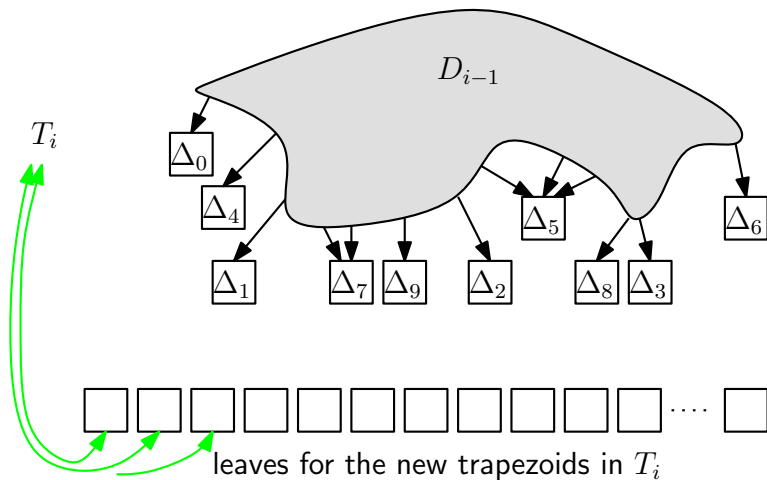 D_{i−1}
T_i
Δ_0
Δ_4
Δ_5
Δ_6
Δ_1
Δ_7
Δ_9
Δ_2
Δ_8
Δ_3
....
leaves for the new trapezoids in T_i